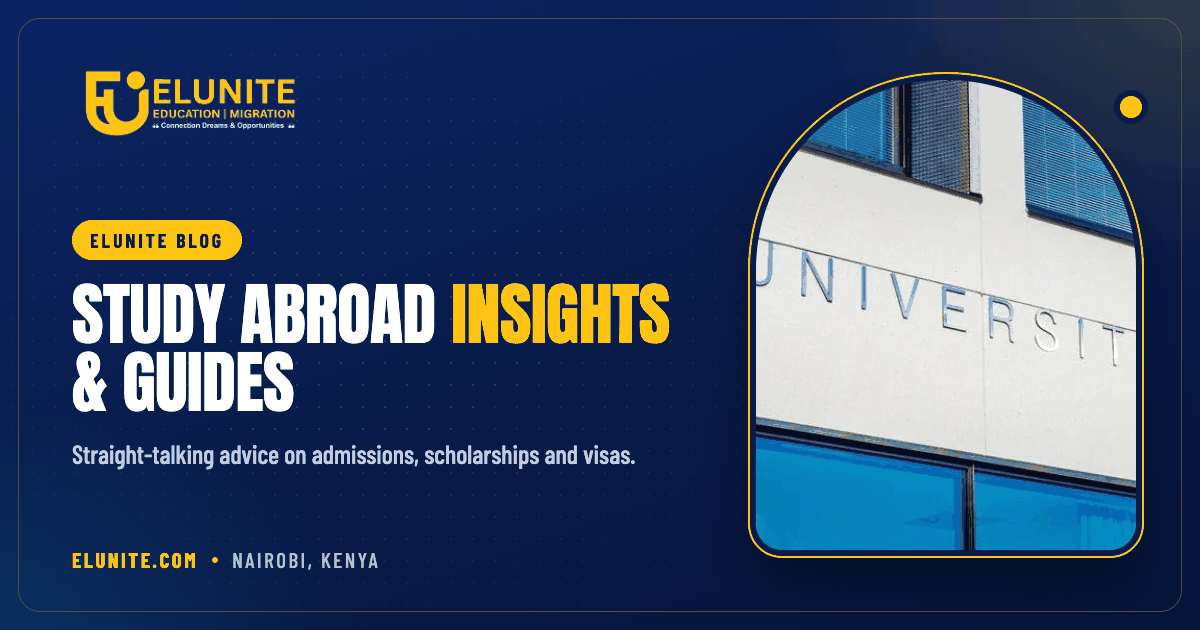 ELUNITE
EDUCATION | MIGRATION
❝ Connection Dreams & Opportunities ❞
ELUNITE BLOG
STUDY ABROAD INSIGHTS
& GUIDES
Straight-talking advice on admissions, scholarships and visas.
ELUNITE.COM • NAIROBI, KENYA
UNIVERSIT